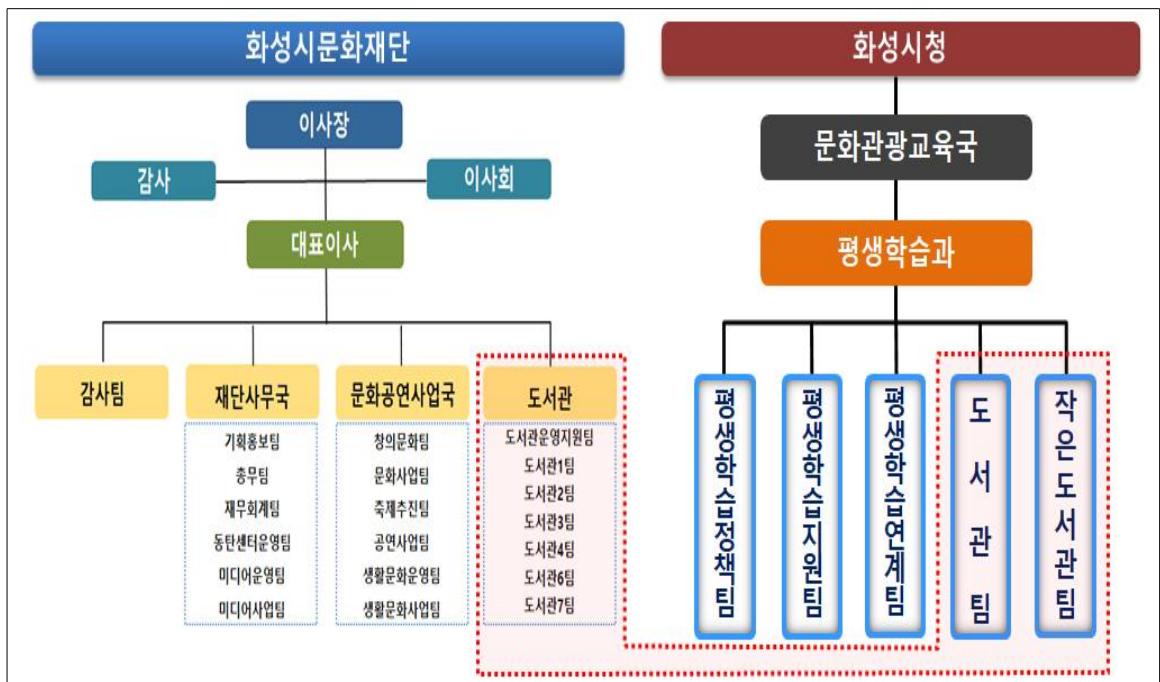 화성시문화재단
이사장
감사
이사회
대표이사
감사팀
재단사무국
기획홍보팀
총무팀
재무회계팀
동탄센터운영팀
미디어운영팀
미디어사업팀
문화공연사업국
창의문화팀
문화사업팀
축제추진팀
공연사업팀
생활문화운영팀
생활문화사업팀
도서관
도서관운영지원팀
도서관1팀
도서관2팀
도서관3팀
도서관4팀
도서관6팀
도서관7팀
화성시청
문화관광교육국
평생학습과
평생학습정책팀
평생학습지원팀
평생학습연계팀
도서관팀
작은도서관팀